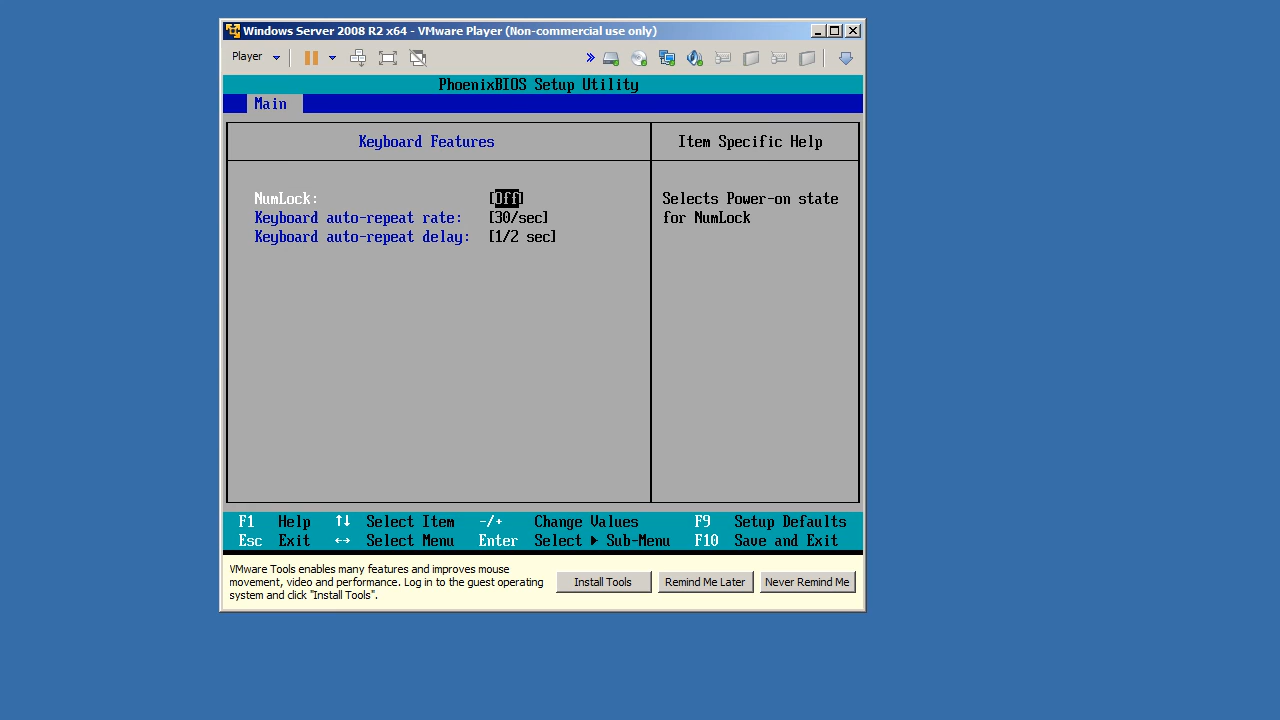 Windows Server 2008 R2 x64 - VMware Player (Non-commercial use only)
Player
PhoenixBIOS Setup Utility
Main
Keyboard Features
Item Specific Help
NumLock: [Off]
Keyboard auto-repeat rate: [30/sec]
Keyboard auto-repeat delay: [1/2 sec]
Selects Power-on state
for NumLock
F1 Help ↑↓ Select Item -/+ Change Values F9 Setup Defaults
Esc Exit ↔ Select Menu Enter Select ▶ Sub-Menu F10 Save and Exit
VMware Tools enables many features and improves mouse
movement, video and performance. Log in to the guest operating
system and click "Install Tools".
Install Tools
Remind Me Later
Never Remind Me